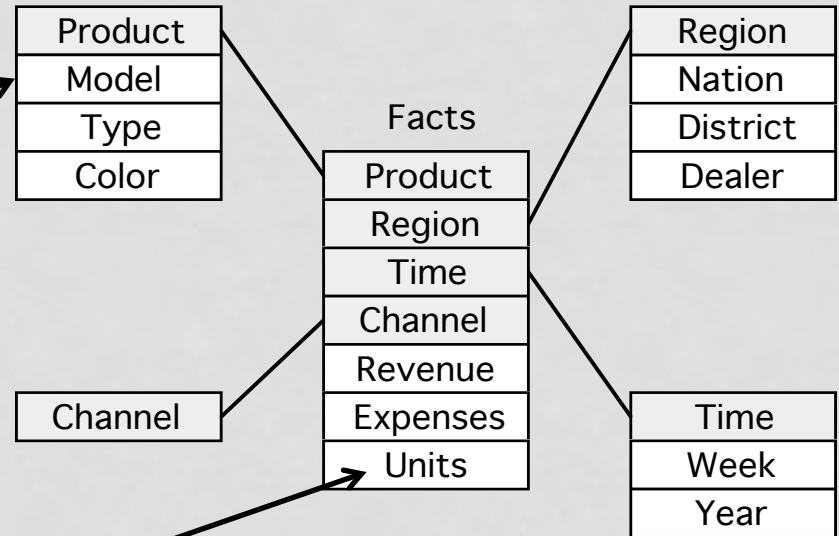 Product
Model
Type
Color
Facts
Product
Region
Time
Channel
Revenue
Expenses
Units
Region
Nation
District
Dealer
Channel
Time
Week
Year